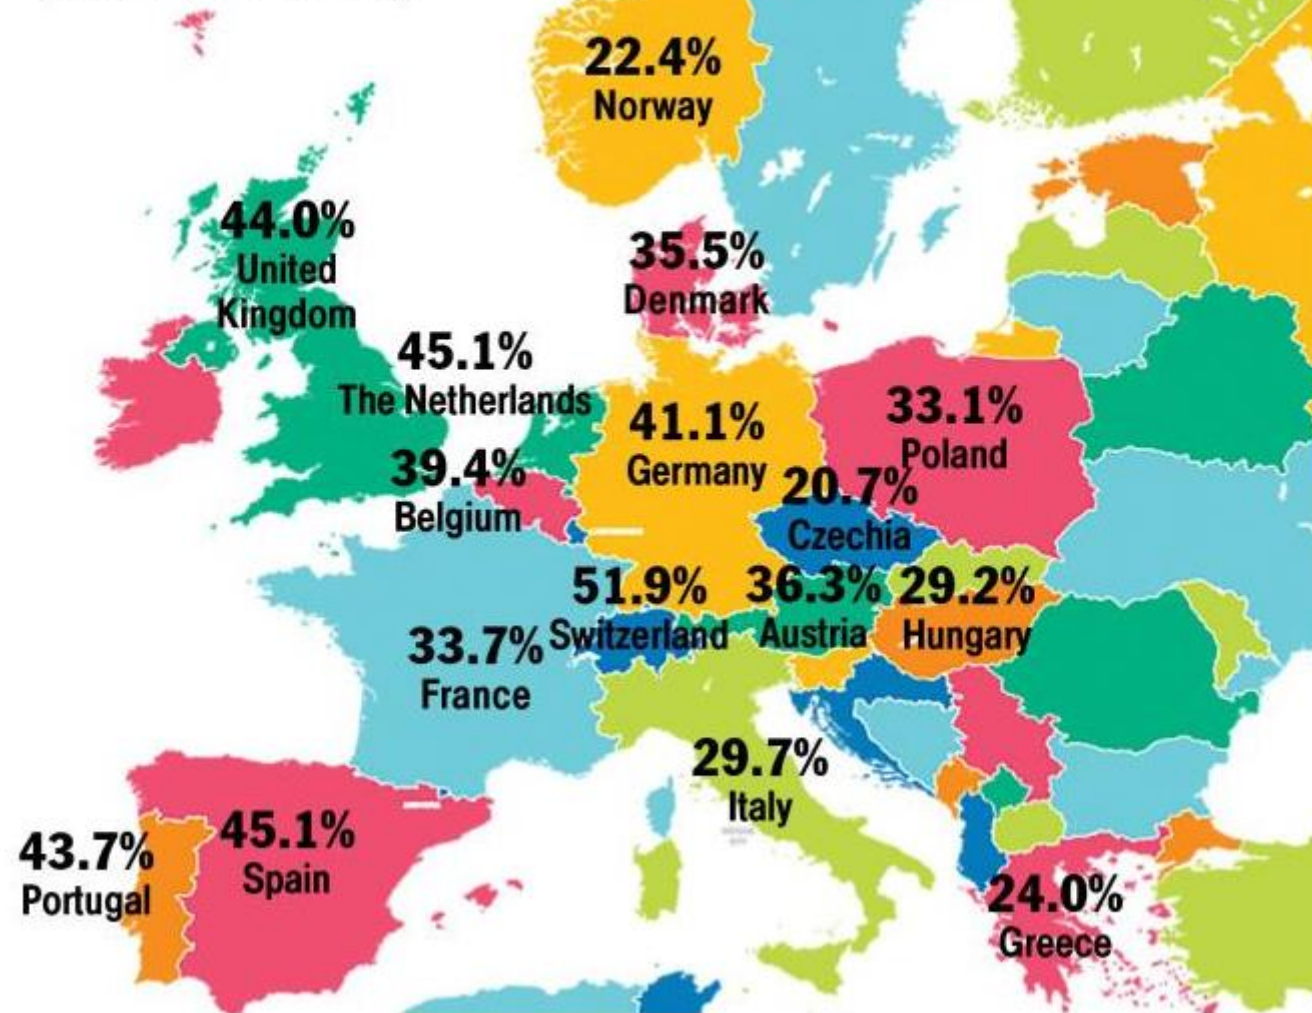 22.4%
Norway
44.0%
United
Kingdom
35.5%
Denmark
45.1%
The Netherlands
41.1%
Germany
33.1%
Poland
39.4%
Belgium
20.7%
Czechia
51.9%
Switzerland
36.3%
Austria
29.2%
Hungary
33.7%
France
29.7%
Italy
43.7%
Portugal
45.1%
Spain
24.0%
Greece